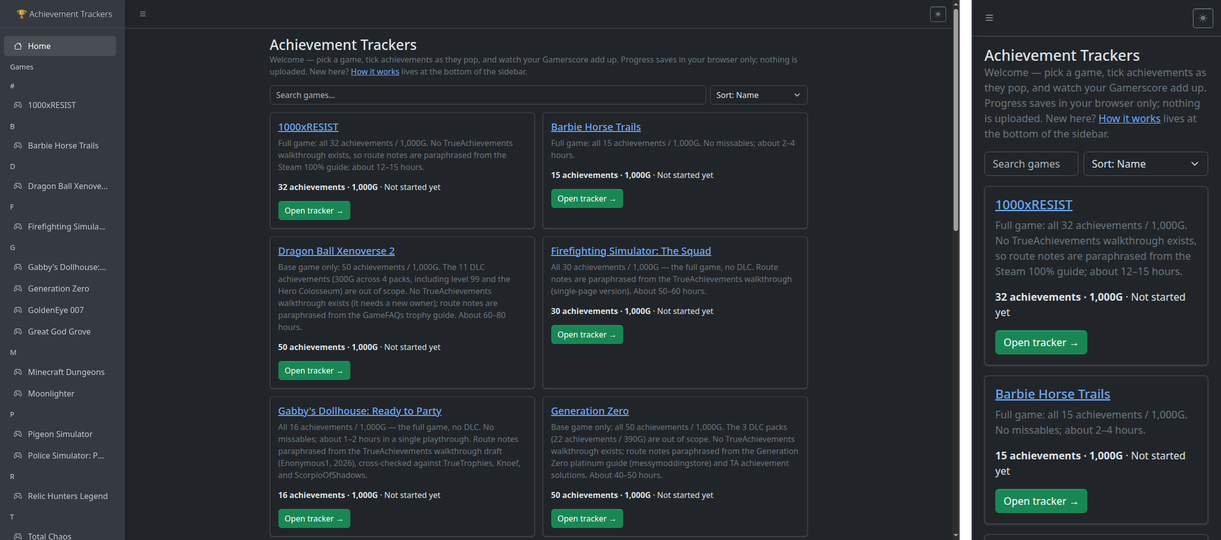 🏆 Achievement Trackers
Home
Games
#
1000xRESIST
B
Barbie Horse Trails
D
Dragon Ball Xenove...
F
Firefighting Simula...
G
Gabby's Dollhouse:...
Generation Zero
GoldenEye 007
Great God Grove
M
Minecraft Dungeons
Moonlighter
P
Pigeon Simulator
Police Simulator: P...
R
Relic Hunters Legend
T
Total Chaos
Achievement Trackers
Welcome — pick a game, tick achievements as they pop, and watch your Gamerscore add up. Progress saves in your browser only; nothing is
uploaded. New here? How it works lives at the bottom of the sidebar.
Search games...
Sort: Name
1000xRESIST
Full game: all 32 achievements / 1,000G. No TrueAchievements
walkthrough exists, so route notes are paraphrased from the
Steam 100% guide; about 12–15 hours.
32 achievements · 1,000G · Not started yet
Open tracker →
Barbie Horse Trails
Full game: all 15 achievements / 1,000G. No missables; about 2–4
hours.
15 achievements · 1,000G · Not started yet
Open tracker →
Dragon Ball Xenoverse 2
Base game only: 50 achievements / 1,000G. The 11 DLC
achievements (300G across 4 packs, including level 99 and the
Hero Colosseum) are out of scope. No TrueAchievements
walkthrough exists (it needs a new owner); route notes are
paraphrased from the GameFAQs trophy guide. About 60–80
hours.
50 achievements · 1,000G · Not started yet
Open tracker →
Firefighting Simulator: The Squad
All 30 achievements / 1,000G — the full game, no DLC. Route
notes are paraphrased from the TrueAchievements walkthrough
(single-page version). About 50–60 hours.
30 achievements · 1,000G · Not started yet
Open tracker →
Gabby's Dollhouse: Ready to Party
All 16 achievements / 1,000G — the full game, no DLC. No
missables; about 1–2 hours in a single playthrough. Route notes
paraphrased from the TrueAchievements walkthrough draft
(Enonymous1, 2026), cross-checked against TrueTrophies, Knoef,
and ScorpioOfShadows.
16 achievements · 1,000G · Not started yet
Open tracker →
Generation Zero
Base game only: all 50 achievements / 1,000G. The 3 DLC packs
(22 achievements / 390G) are out of scope. No TrueAchievements
walkthrough exists; route notes paraphrased from the Generation
Zero platinum guide (messymoddingstore) and TA achievement
solutions. About 40–50 hours.
50 achievements · 1,000G · Not started yet
Open tracker →
Achievement Trackers
Welcome — pick a game, tick achievements as
they pop, and watch your Gamerscore add up.
Progress saves in your browser only; nothing
is uploaded. New here? How it works lives at
the bottom of the sidebar.
Search games
Sort: Name
1000xRESIST
Full game: all 32 achievements / 1,000G.
No TrueAchievements walkthrough exists,
so route notes are paraphrased from the
Steam 100% guide; about 12–15 hours.
32 achievements · 1,000G · Not started
yet
Open tracker →
Barbie Horse Trails
Full game: all 15 achievements / 1,000G.
No missables; about 2–4 hours.
15 achievements · 1,000G · Not started
yet
Open tracker →